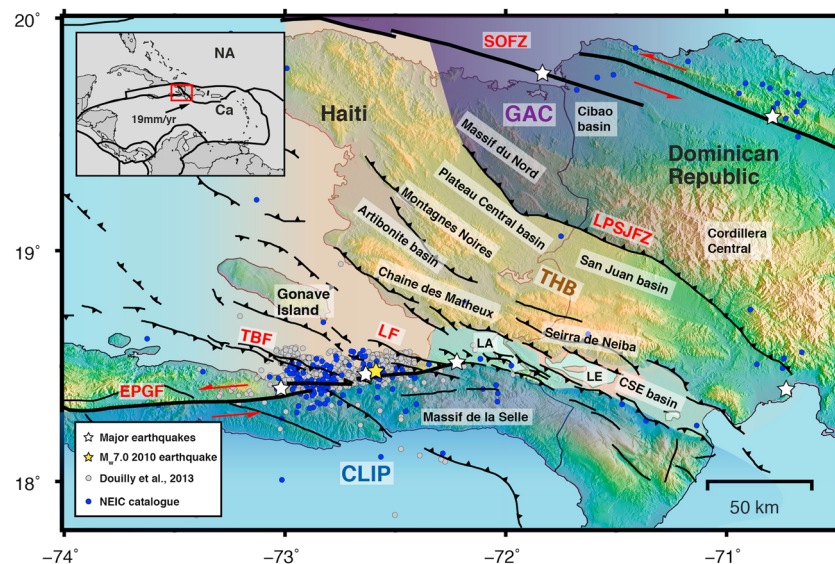 20˚
SOFZ
NA
Ca
19mm/yr
Haiti
GAC
Cibao
basin
Massif du Nord
Dominican
Republic
Plateau Central basin
Montagnes Noires
LPSJFZ
Artibonite basin
Cordillera
Central
19˚
San Juan basin
THB
Chaine des Matheux
Gonave
Island
TBF
LF
LA
Seirra de Neiba
LE
CSE basin
EPGF
Massif de la Selle
Major earthquakes
Mw7.0 2010 earthquake
Douilly et al., 2013
NEIC catalogue
CLIP
50 km
18˚
−74˚
−73˚
−72˚
−71˚